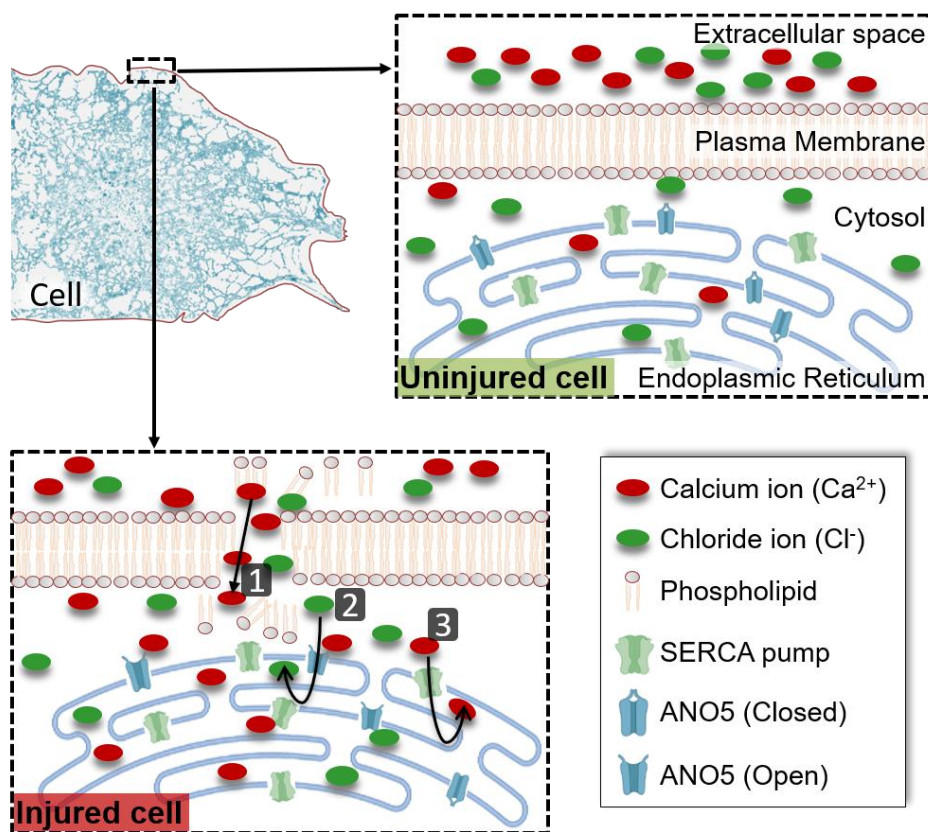 Extracellular space
Plasma Membrane
Cytosol
Cell
Uninjured cell
Endoplasmic Reticulum
1
2
3
Injured cell
Calcium ion (Ca²⁺)
Chloride ion (Cl⁻)
Phospholipid
SERCA pump
ANO5 (Closed)
ANO5 (Open)